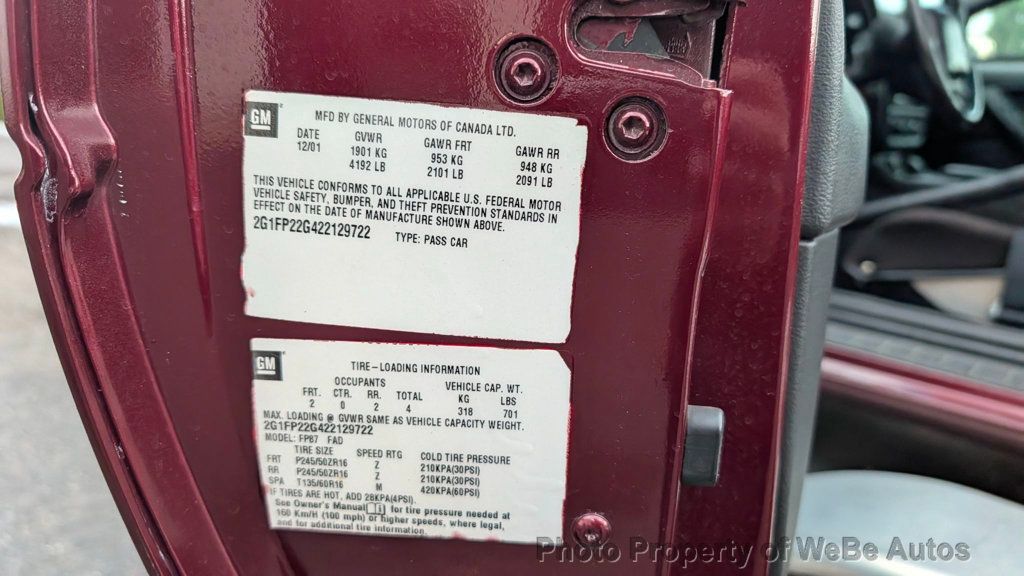 GM
MFD BY GENERAL MOTORS OF CANADA LTD.
DATE GVWR GAWR FRT GAWR RR
12/01 1901 KG 953 KG 948 KG
4192 LB 2101 LB 2091 LB
THIS VEHICLE CONFORMS TO ALL APPLICABLE U.S. FEDERAL MOTOR
VEHICLE SAFETY, BUMPER, AND THEFT PREVENTION STANDARDS IN
EFFECT ON THE DATE OF MANUFACTURE SHOWN ABOVE.
2G1FP22G422129722 TYPE: PASS CAR
GM
TIRE-LOADING INFORMATION
OCCUPANTS VEHICLE CAP. WT.
FRT. CTR. RR. TOTAL KG LBS
2 0 2 4 318 701
MAX. LOADING @ GVWR SAME AS VEHICLE CAPACITY WEIGHT.
2G1FP22G422129722
MODEL: FP87 FAD
TIRE SIZE SPEED RTG COLD TIRE PRESSURE
FRT P245/50ZR16 Z 210KPA(30PSI)
RR P245/50ZR16 Z 210KPA(30PSI)
SPA T135/60R16 M 420KPA(60PSI)
IF TIRES ARE HOT, ADD 28KPA(4PSI).
See Owner's Manual for tire pressure needed at
160 Km/H (100 mph) or higher speeds, where legal,
and for additional tire information.
Photo Property of WeBe Autos